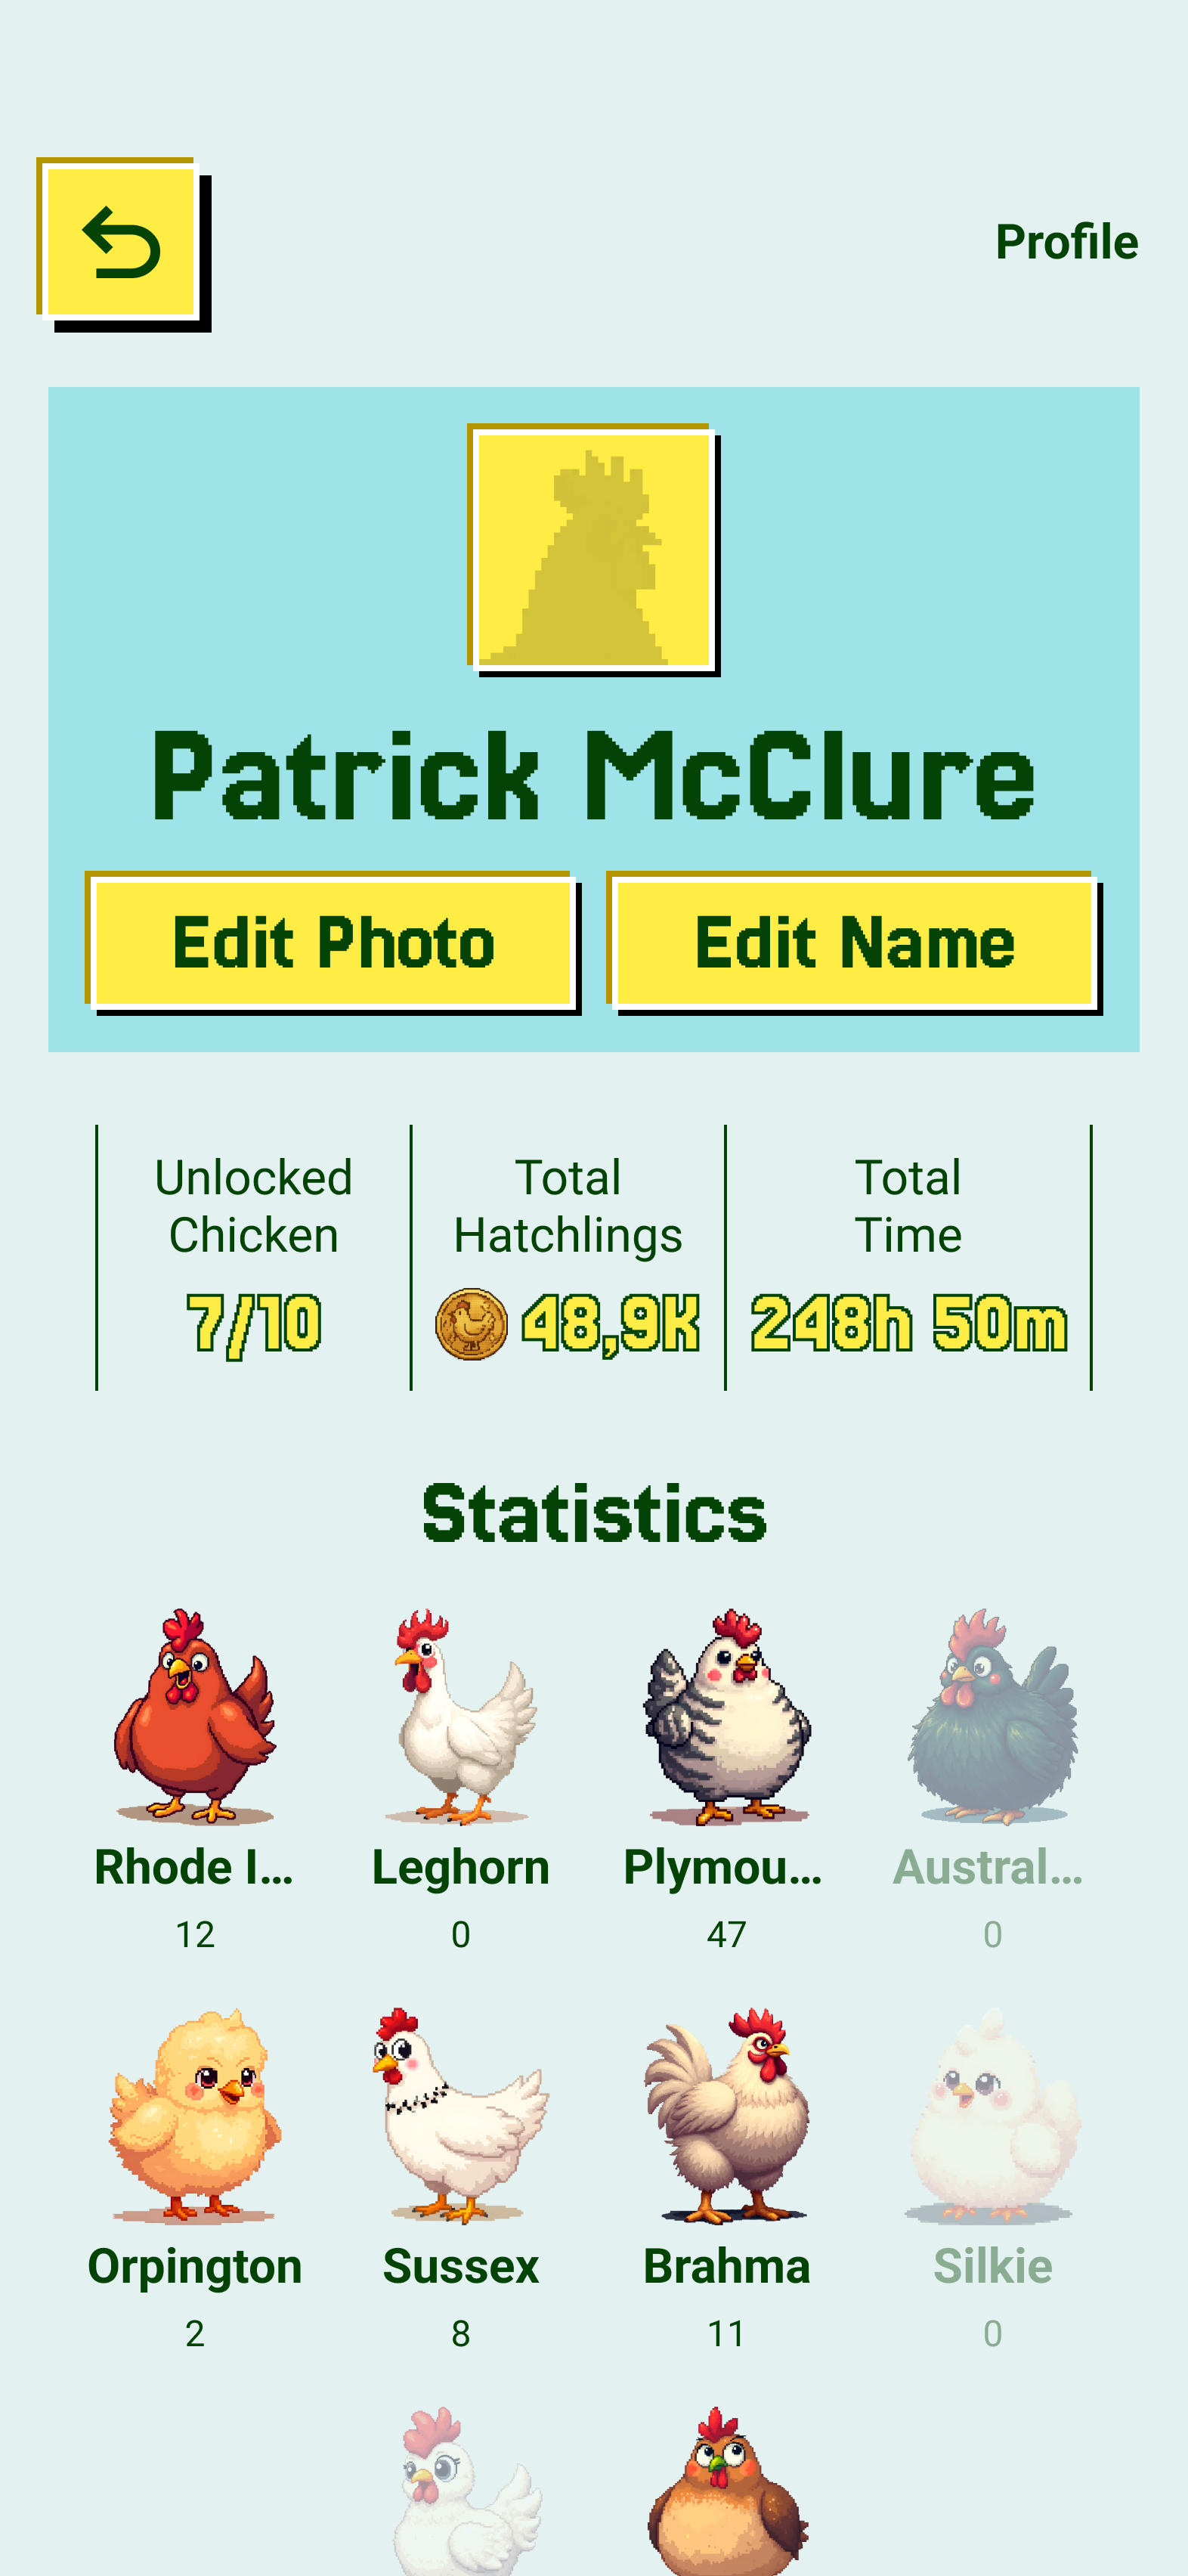 Profile
Patrick McClure
Edit Photo
Edit Name
Unlocked
Chicken
7/10
Total
Hatchlings
48,9K
Total
Time
248h 50m
Statistics
Rhode I...
12
Leghorn
0
Plymou...
47
Austral...
0
Orpington
2
Sussex
8
Brahma
11
Silkie
0